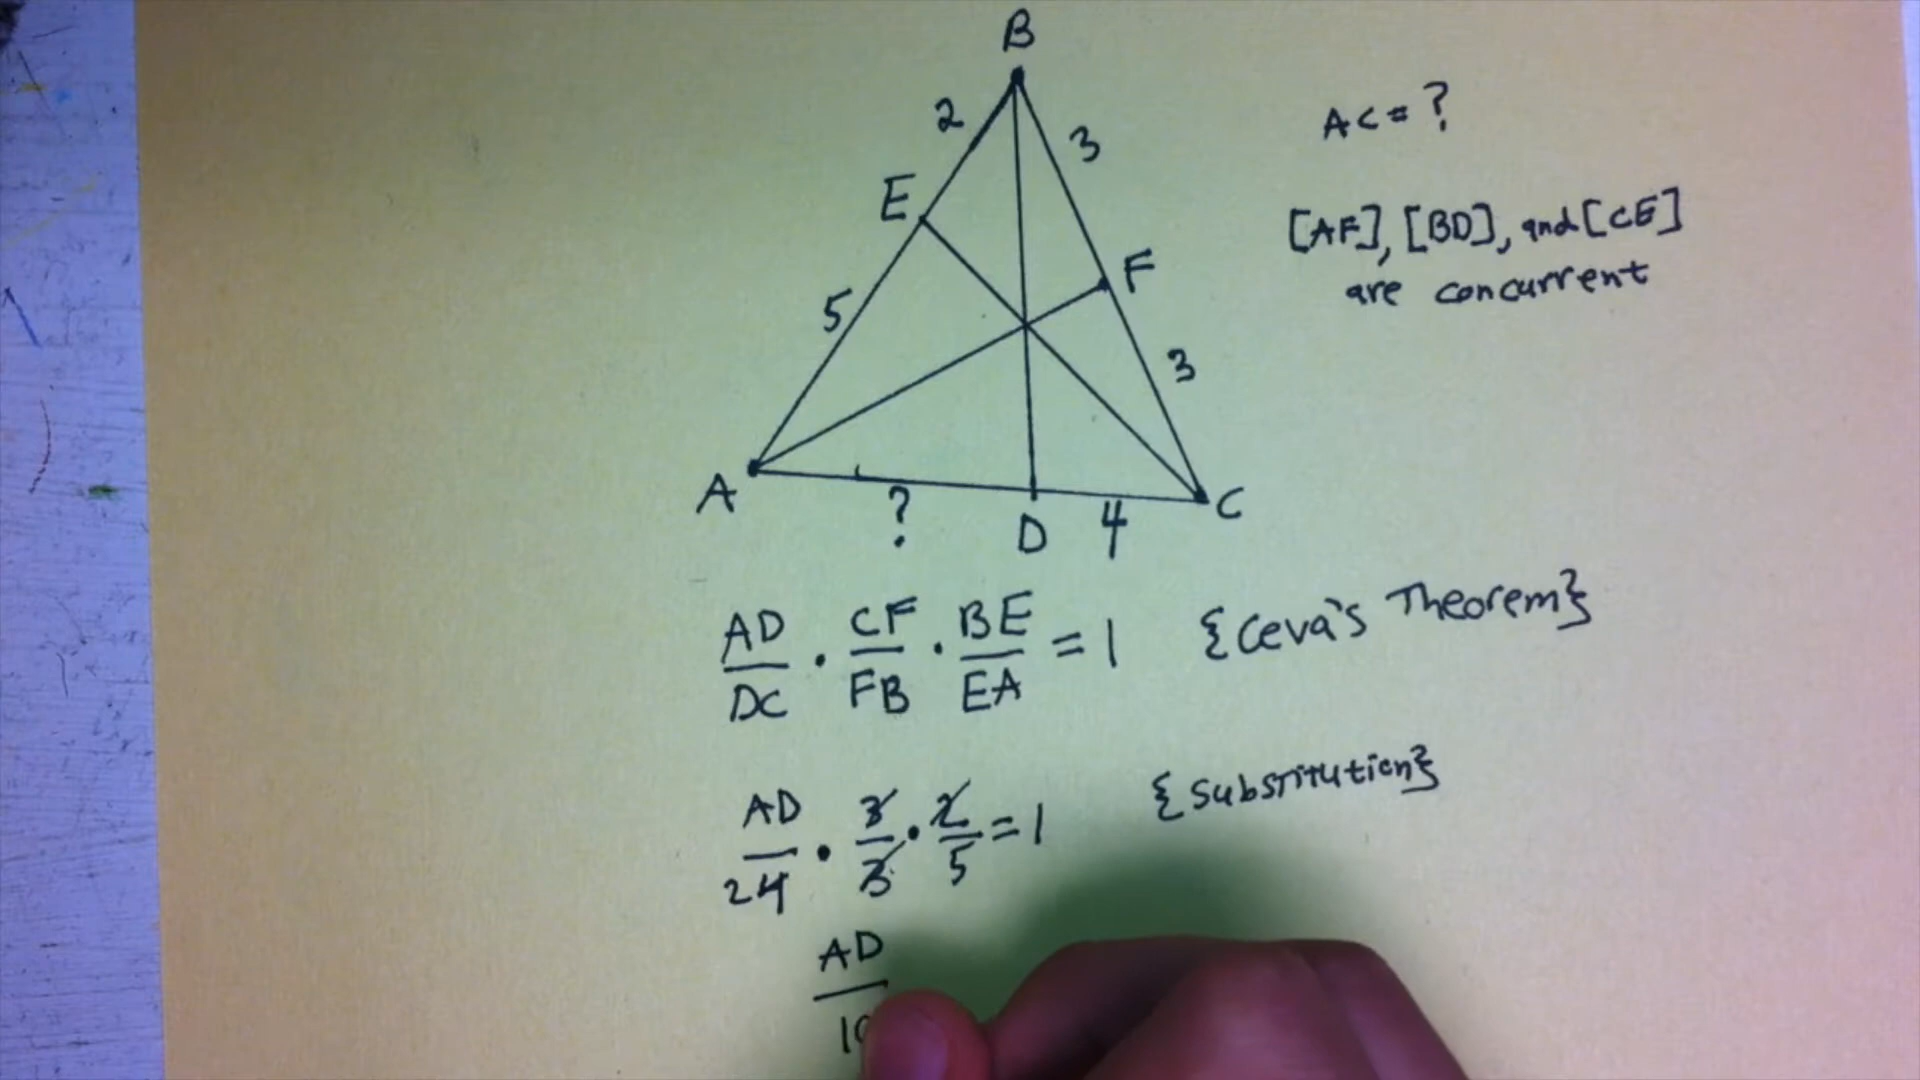 B
2
3
AC = ?
E
[AF], [BD], and [CE]
F
are concurrent
5
3
A
?
D
4
C
AD/DC · CF/FB · BE/EA = 1 {Ceva's Theorem}
AD/24 · 3/3 · 2/5 = 1 {Substitution}
AD/10